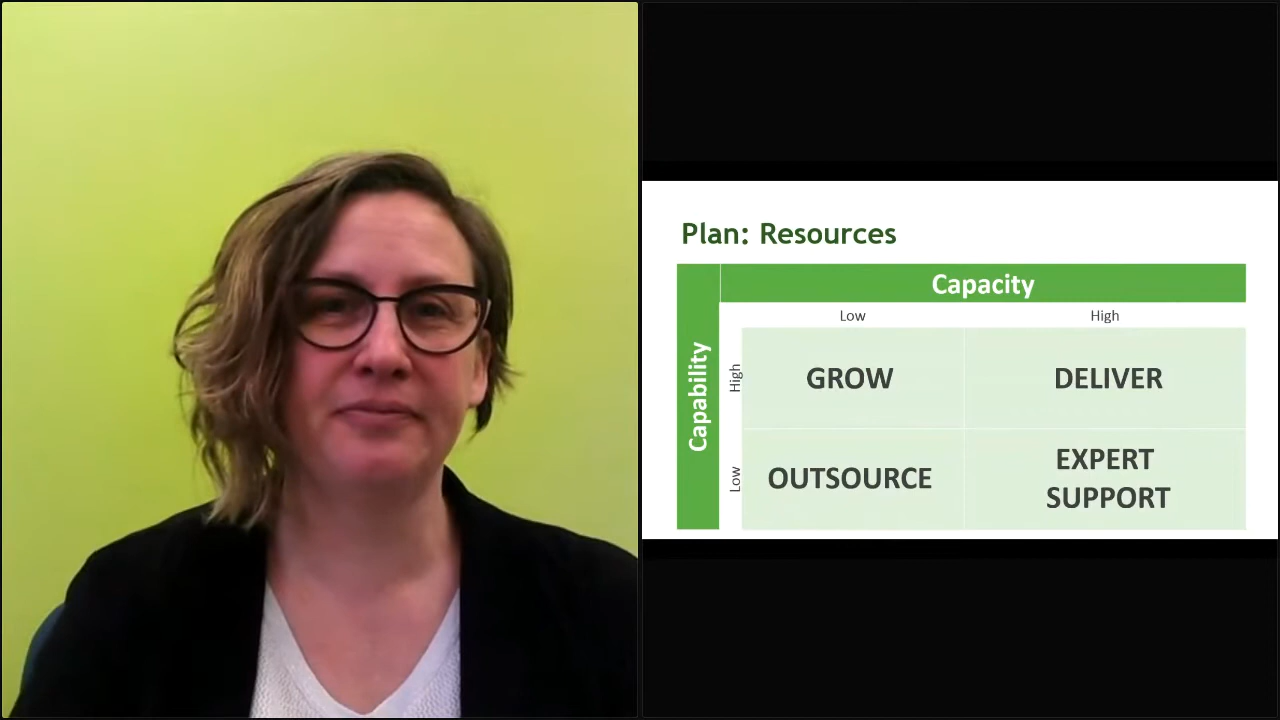 Plan: Resources
Capacity
Low
High
Capability
High
GROW
DELIVER
Low
OUTSOURCE
EXPERT
SUPPORT